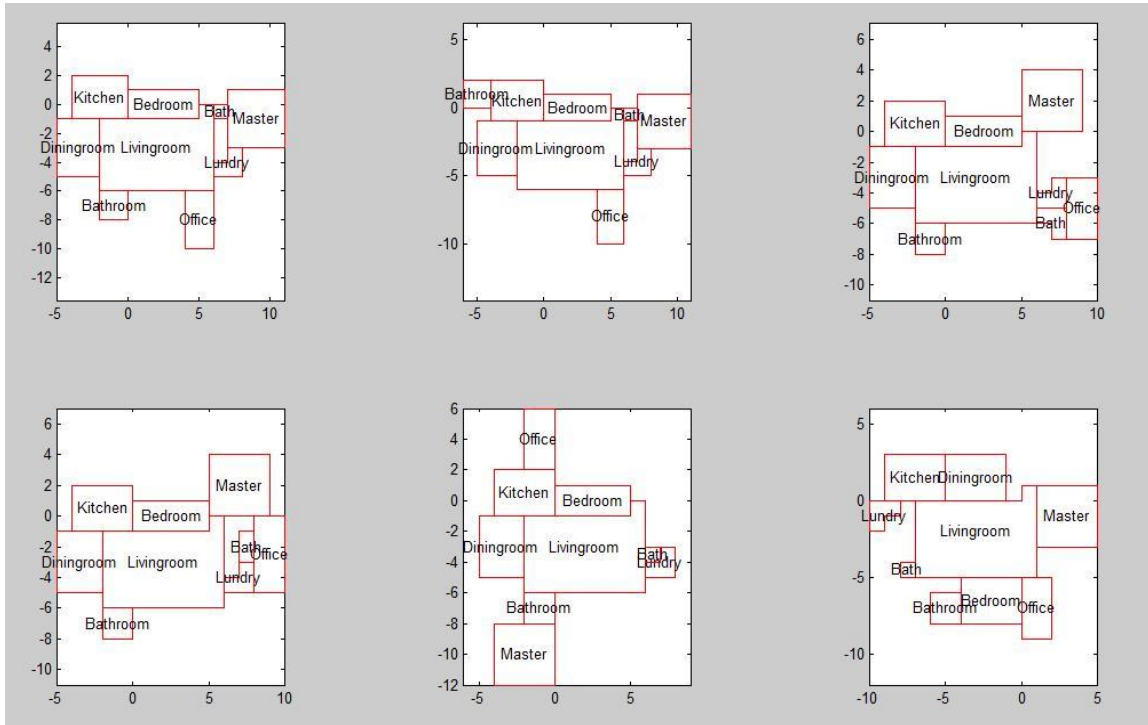 4
2
0
-2
-4
-6
-8
-10
-12
-5 0 5 10
Kitchen
Bedroom
Bath
Master
Diningroom
Livingroom
Lundry
Bathroom
Office
5
0
-5
-10
-5 0 5 10
Bathroom
Kitchen
Bedroom
Bath
Master
Diningroom
Livingroom
Lundry
Office
6
4
2
0
-2
-4
-6
-8
-10
-5 0 5 10
Master
Kitchen
Bedroom
Diningroom
Livingroom
Lundry
Office
Bath
Bathroom
6
4
2
0
-2
-4
-6
-8
-10
-5 0 5 10
Master
Kitchen
Bedroom
Bath
Office
Diningroom
Livingroom
Lundry
Bathroom
6
4
2
0
-2
-4
-6
-8
-10
-12
0 5
Office
Kitchen
Bedroom
Diningroom
Livingroom
Bath
Lundry
Bathroom
Master
5
0
-5
-10
-10 -5 0 5
Kitchen
Diningroom
Lundry
Livingroom
Master
Bath
Bathroom
Bedroom
Office